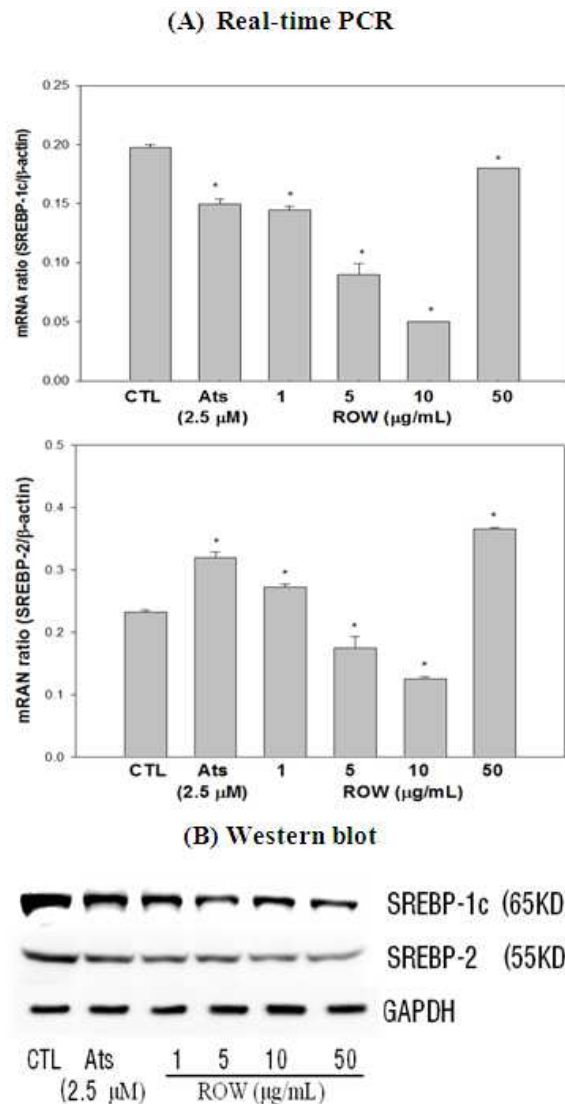 (A) Real-time PCR
mRNA ratio (SREBP-1c/β-actin)
0.25
0.20
0.15
0.10
0.05
0.00
* * * * *
CTL Ats 1 5 10 50
(2.5 μM) ROW (μg/mL)
mRAN ratio (SREBP-2/β-actin)
0.5
0.4
0.3
0.2
0.1
0.0
* * * * *
CTL Ats 1 5 10 50
(2.5 μM) ROW (μg/mL)
(B) Western blot
SREBP-1c (65KD
SREBP-2 (55KD
GAPDH
CTL Ats 1 5 10 50
(2.5 μM) ROW (μg/mL)